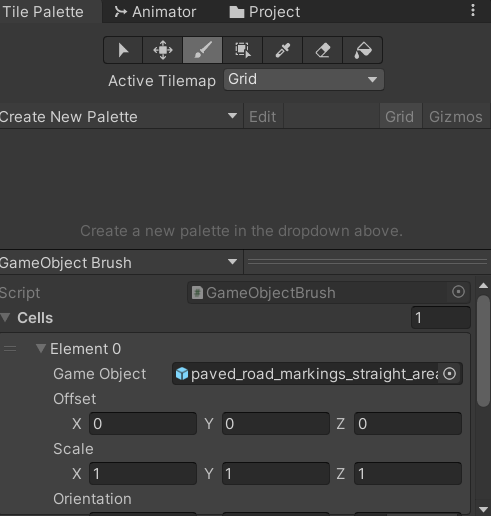 Tile Palette Animator Project
Active Tilemap Grid
Create New Palette Edit Grid Gizmos
Create a new palette in the dropdown above.
GameObject Brush
Script GameObjectBrush
Cells 1
Element 0
Game Object paved_road_markings_straight_area
Offset
X 0 Y 0 Z 0
Scale
X 1 Y 1 Z 1
Orientation